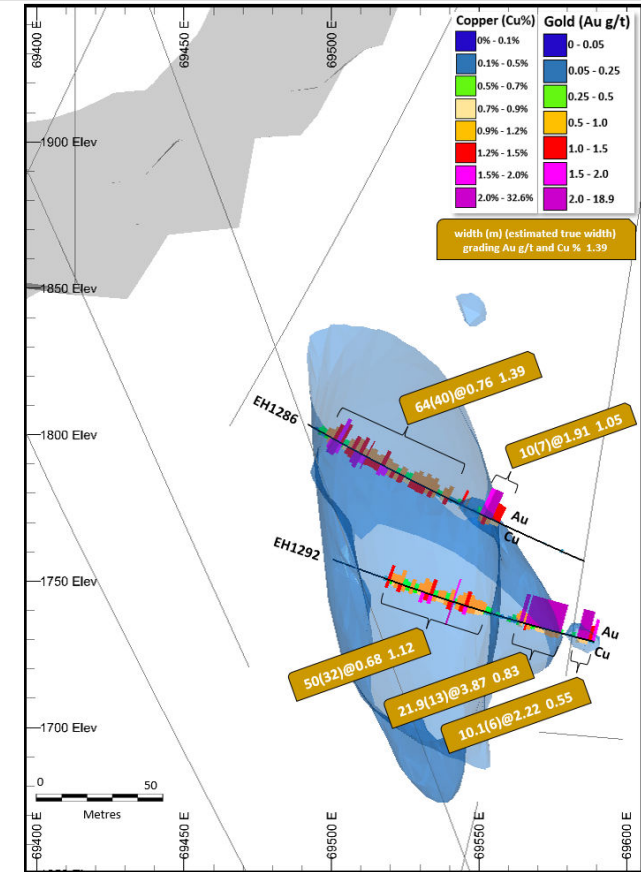 69400 E
69450 E
69500 E
Copper (Cu%)
0% - 0.1%
0.1% - 0.5%
0.5% - 0.7%
0.7% - 0.9%
0.9% - 1.2%
1.2% - 1.5%
1.5% - 2.0%
2.0% - 32.6%
Gold (Au g/t)
0 - 0.05
0.05 - 0.25
0.25 - 0.5
0.5 - 1.0
1.0 - 1.5
1.5 - 2.0
2.0 - 18.9
width (m) (estimated true width)
grading Au g/t and Cu % 1.39
1900 Elev
1850 Elev
64(40)@0.76 1.39
EH1286
10(7)@1.91 1.05
1800 Elev
Au
Cu
EH1292
1750 Elev
Au
Cu
50(32)@0.68 1.12
21.9(13)@3.87 0.83
10.1(6)@2.22 0.55
1700 Elev
0 50
Metres
69400 E
69450 E
69500 E
69550 E
69600 E